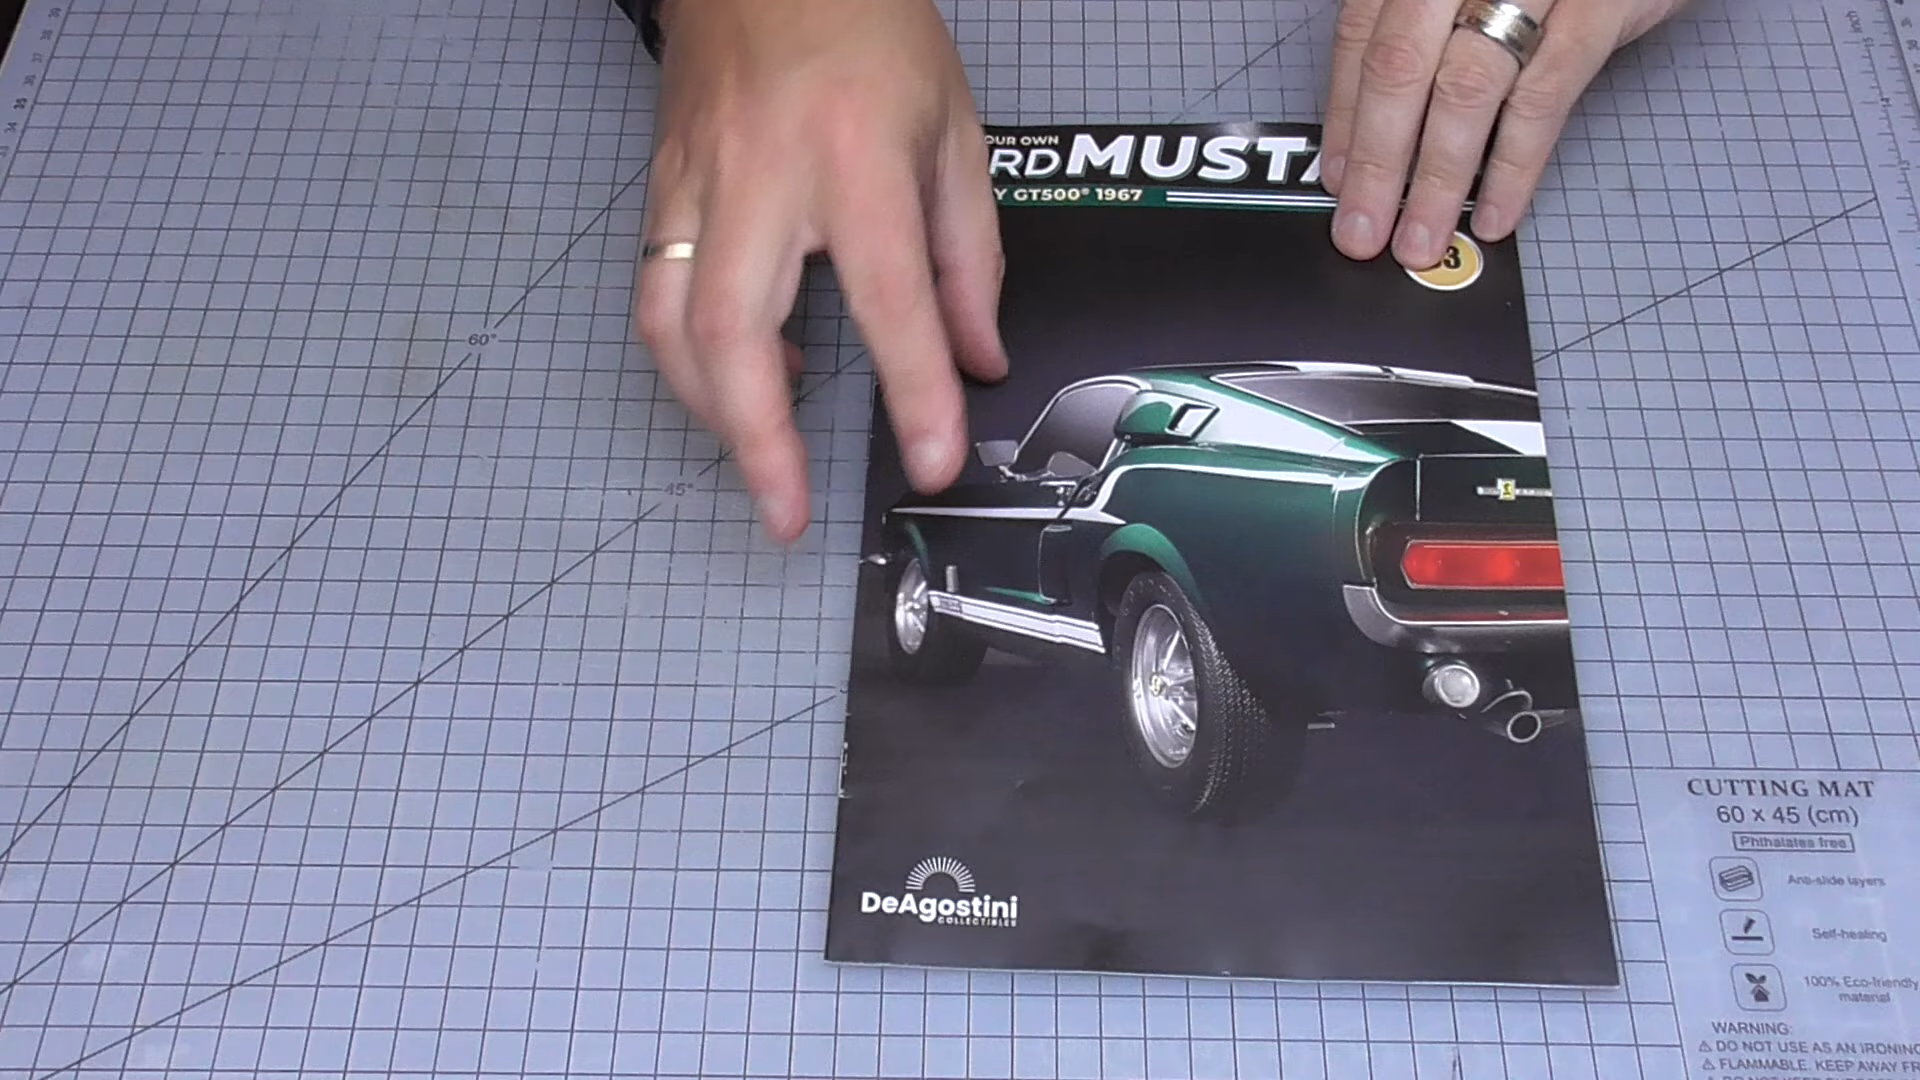 OUR OWN
RD MUSTA
Y GT500® 1967
3
60°
45°
DeAgostini
COLLECTIBLES
CUTTING MAT
60 x 45 (cm)
Phthalates free
Anti-slide layers
Self-healing
100% Eco-friendly
material
WARNING:
⚠ DO NOT USE AS AN IRONING
⚠ FLAMMABLE. KEEP AWAY FR
inch